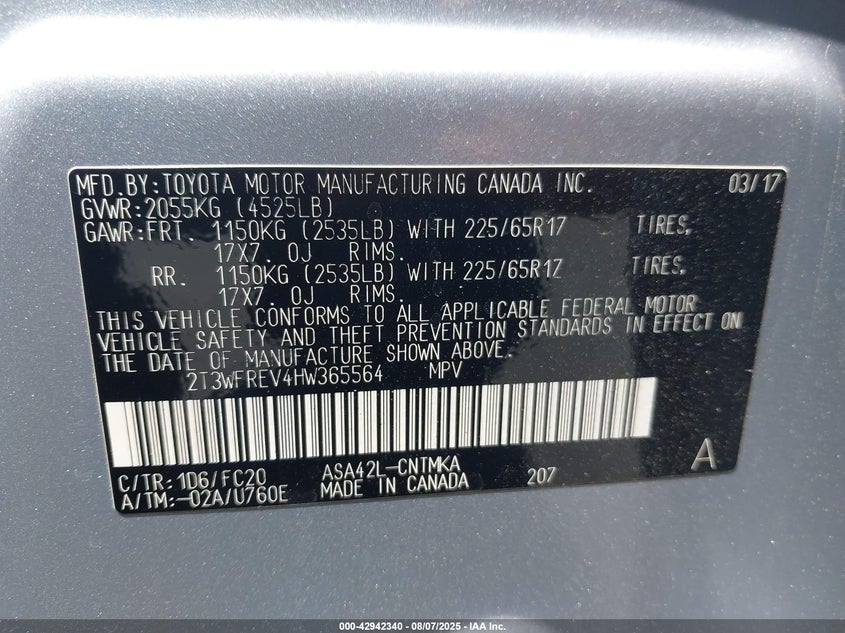 MFD.BY:TOYOTA MOTOR MANUFACTURING CANADA INC. 03/17
GVWR:2055KG (4525LB)
GAWR:FRT. 1150KG (2535LB) WITH 225/65R17 TIRES,
17X7.0J RIMS.
RR. 1150KG (2535LB) WITH 225/65R17 TIRES,
17X7.0J RIMS.
THIS VEHICLE CONFORMS TO ALL APPLICABLE FEDERAL MOTOR
VEHICLE SAFETY AND THEFT PREVENTION STANDARDS IN EFFECT ON
THE DATE OF MANUFACTURE SHOWN ABOVE.
2T3WFREV4HW365564 MPV
C/TR:1D6/FC20 ASA42L-CNTMKA 207 A
A/TM:-02A/U760E MADE IN CANADA
000-42942340 - 08/07/2025 - IAA Inc.